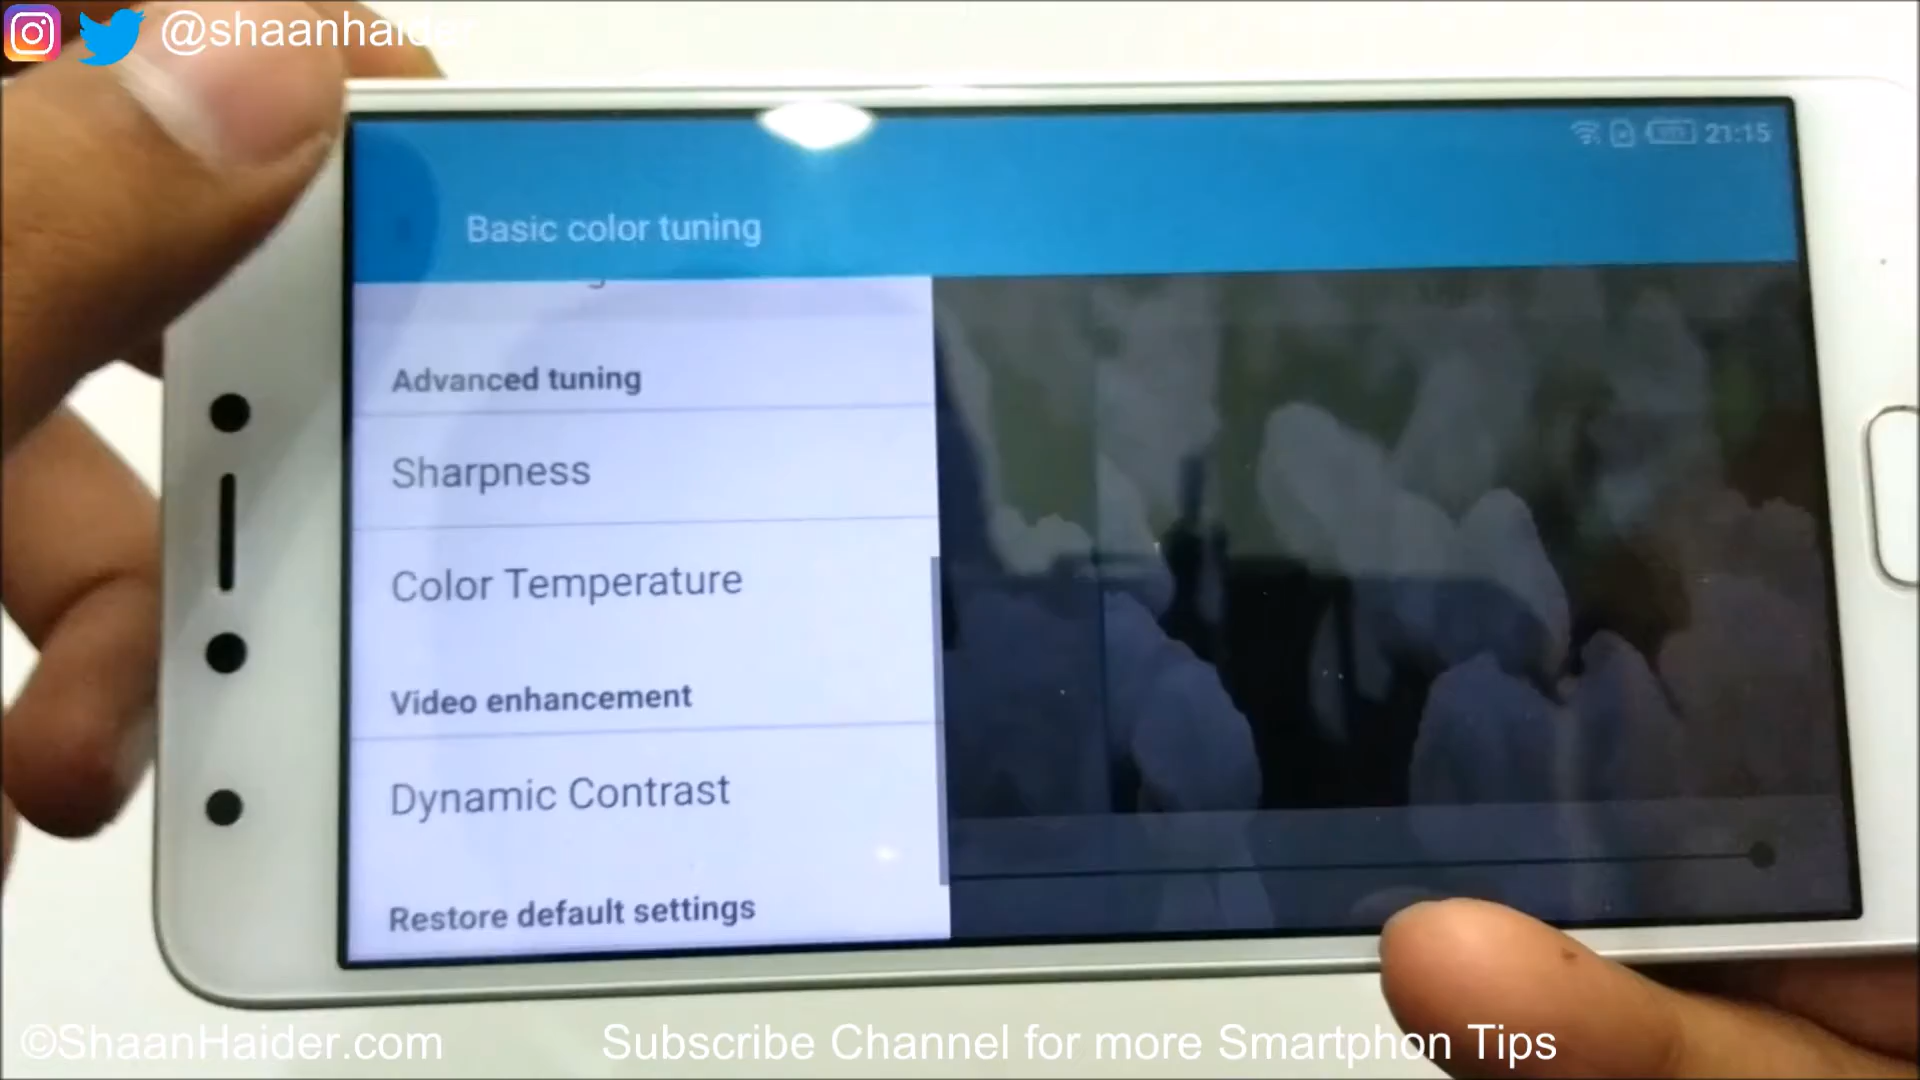 @shaanhaider
21:15
Basic color tuning
Advanced tuning
Sharpness
Color Temperature
Video enhancement
Dynamic Contrast
Restore default settings
©ShaanHaider.com
Subscribe Channel for more Smartphon Tips